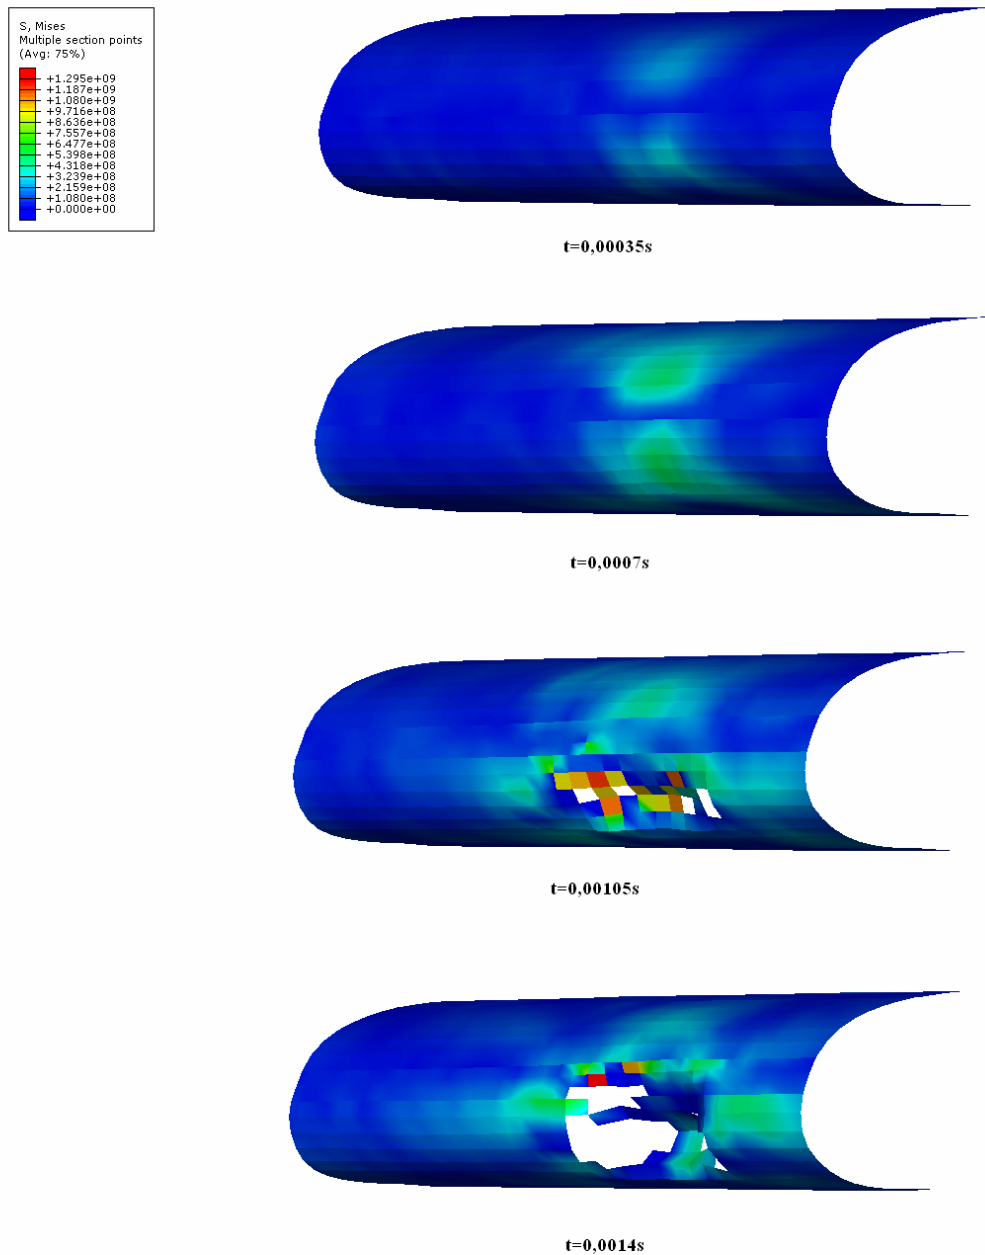 S, Mises
Multiple section points
(Avg: 75%)
+1.295e+09
+1.187e+09
+1.080e+09
+9.716e+08
+8.636e+08
+7.557e+08
+6.477e+08
+5.398e+08
+4.318e+08
+3.239e+08
+2.159e+08
+1.080e+08
+0.000e+00
t=0,00035s
t=0,0007s
t=0,00105s
t=0,0014s